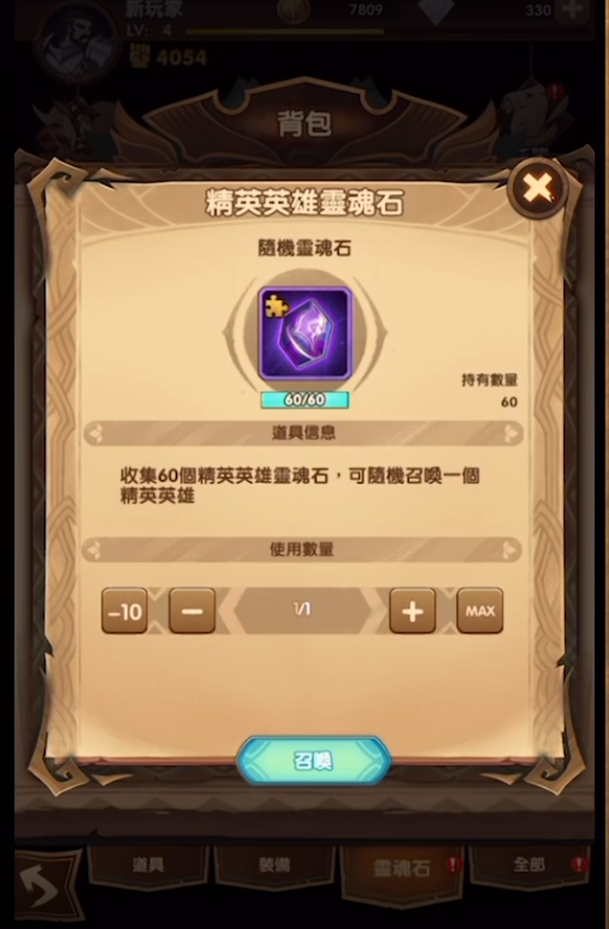 新玩家
7809
330
LV: 4
4054
背包
精英英雄靈魂石
隨機靈魂石
60/60
持有數量
60
道具信息
收集60個精英英雄靈魂石，可隨機召喚一個
精英英雄
使用數量
-10
1/1
MAX
召喚
道具
裝備
靈魂石
全部